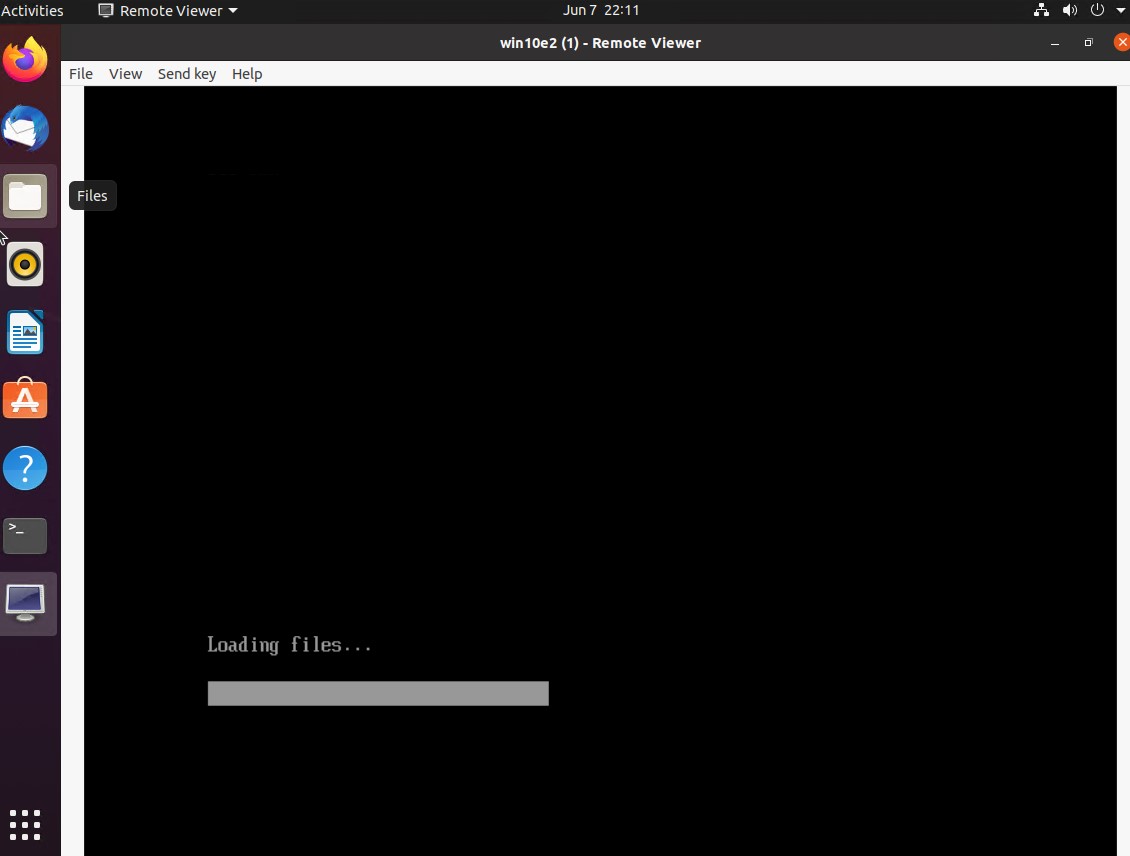 Activities
Remote Viewer
Jun 7 22:11
win10e2 (1) - Remote Viewer
File View Send key Help
Files
?
>_
Loading files...